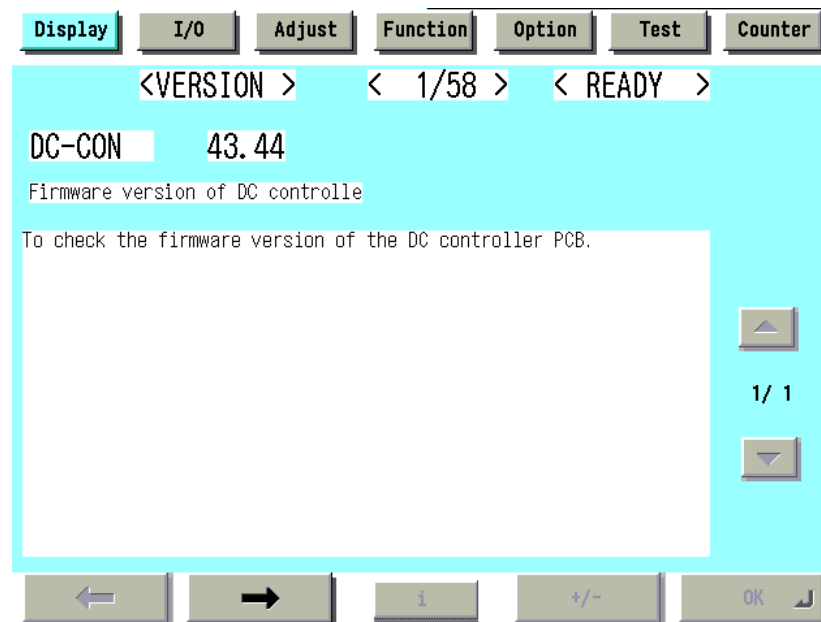 Display I/O Adjust Function Option Test Counter
<VERSION > < 1/58 > < READY >
DC-CON 43.44
Firmware version of DC controlle
To check the firmware version of the DC controller PCB.
1/ 1
i +/- OK